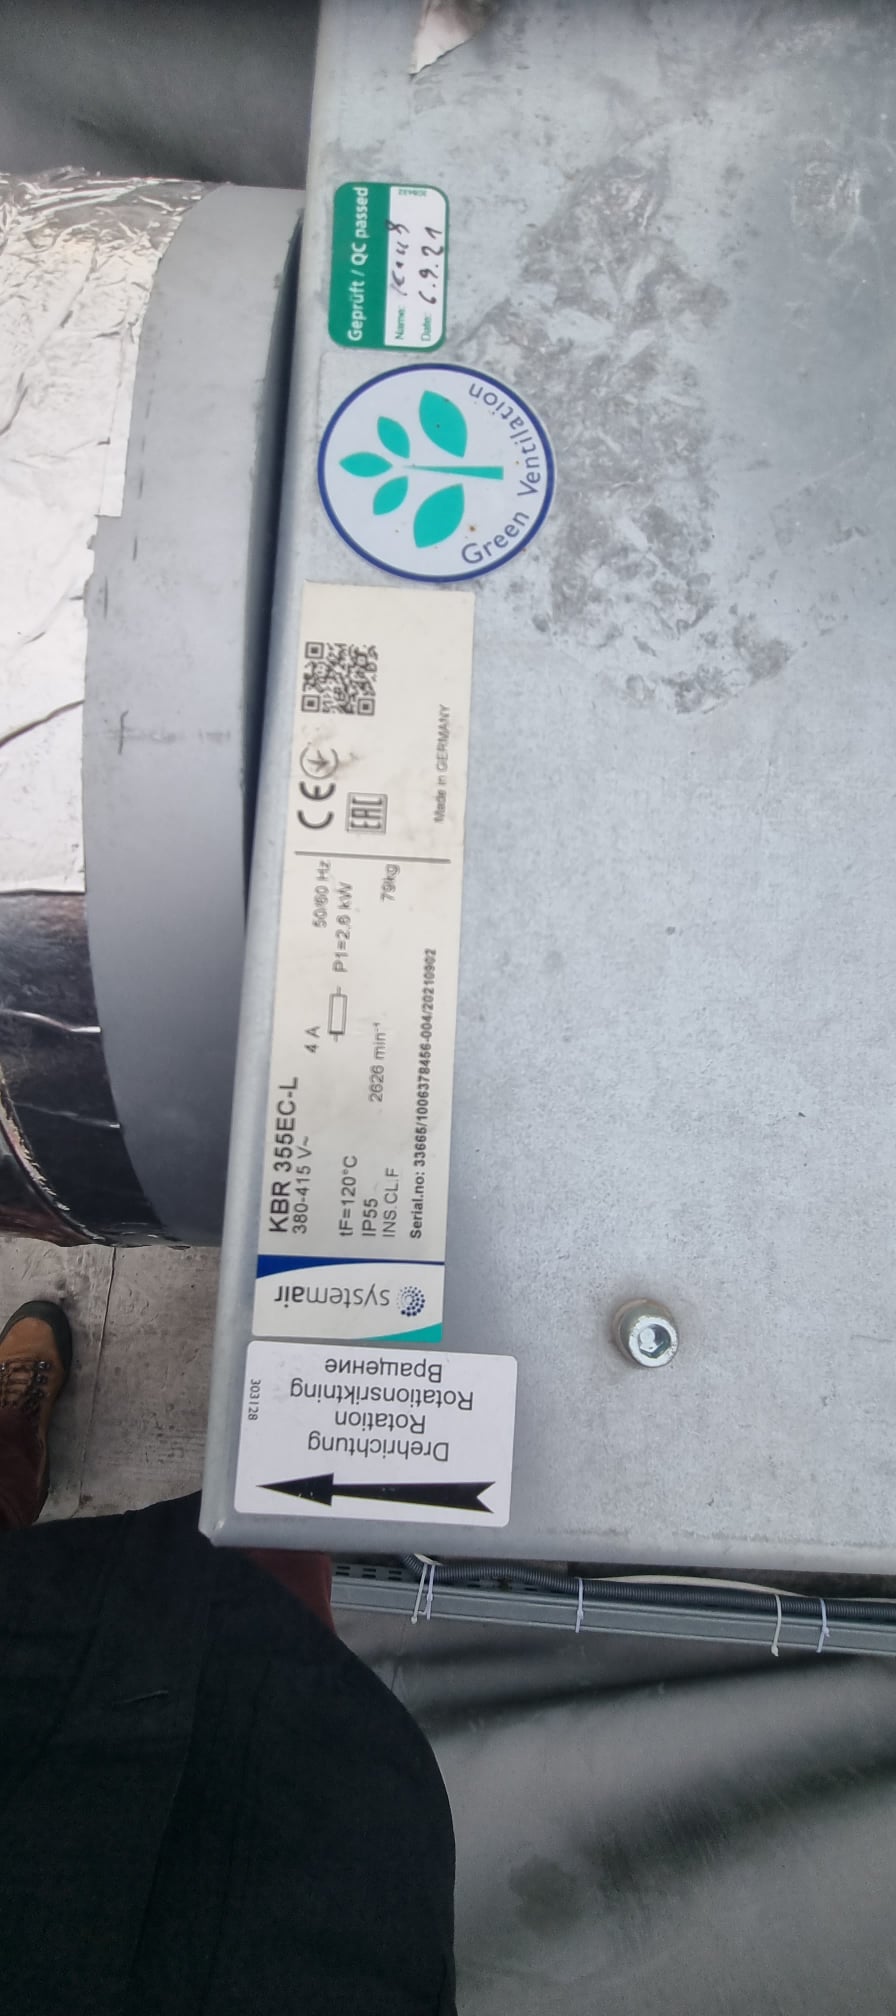 Geprüft / QC passed
Name:
Date: 6.9.21
Green Ventilation
systemair
KBR 355EC-L
380-415 V~ 4 A 50/60 Hz
tF=120°C P1=2.6 kW
IP55 2626 min⁻¹
INS.CL.F 79kg
Serial.no: 33665/1006378456-004/20210902
CE
EAC
Made in GERMANY
Drehrichtung
Rotation
Rotationsriktning
Вращение
303128